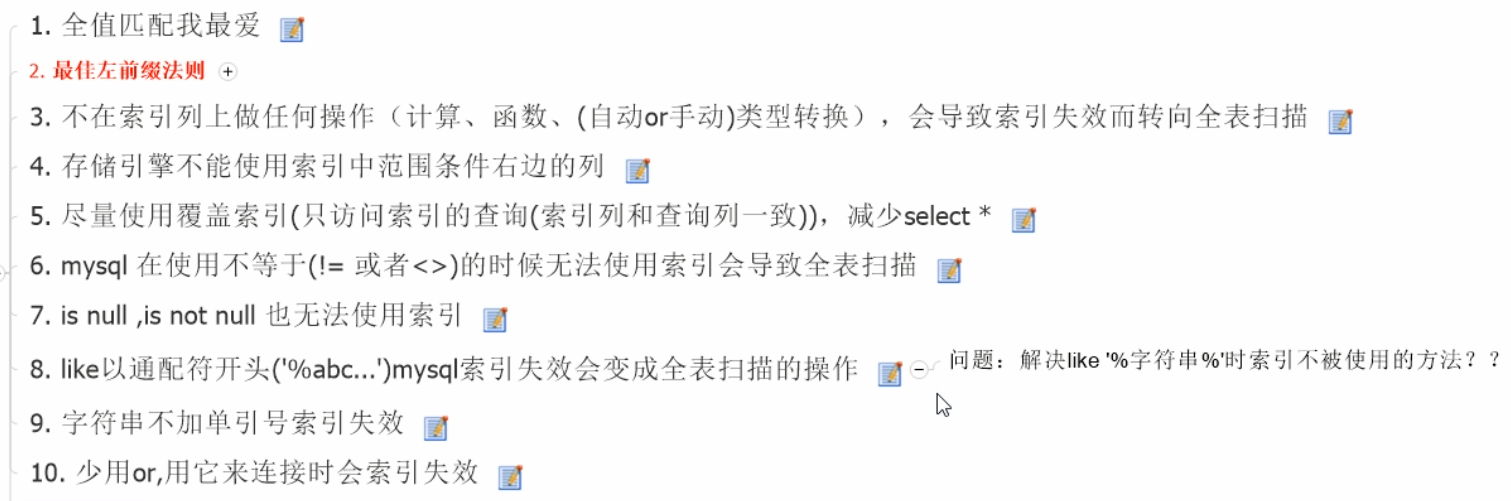 1. 全值匹配我最爱
2. 最佳左前缀法则
3. 不在索引列上做任何操作（计算、函数、(自动or手动)类型转换），会导致索引失效而转向全表扫描
4. 存储引擎不能使用索引中范围条件右边的列
5. 尽量使用覆盖索引(只访问索引的查询(索引列和查询列一致))，减少select *
6. mysql 在使用不等于(!= 或者<>)的时候无法使用索引会导致全表扫描
7. is null ,is not null 也无法使用索引
8. like以通配符开头('%abc...')mysql索引失效会变成全表扫描的操作
问题：解决like '%字符串%'时索引不被使用的方法？？
9. 字符串不加单引号索引失效
10. 少用or,用它来连接时会索引失效